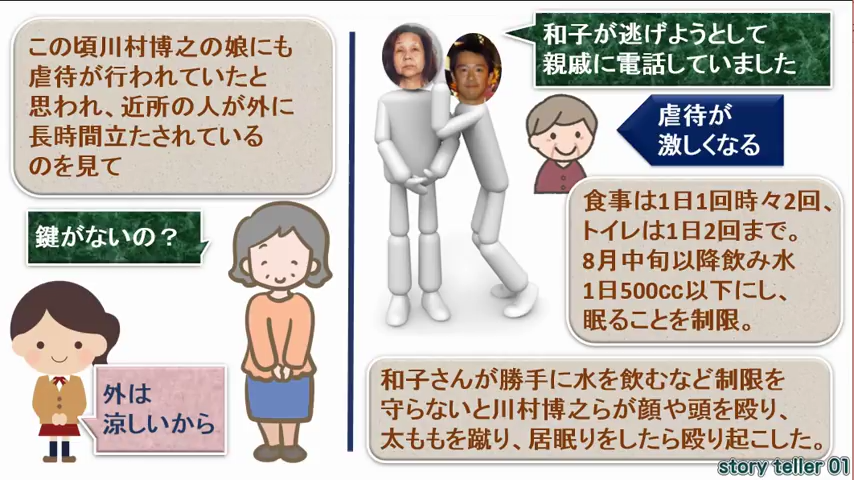 この頃川村博之の娘にも
虐待が行われていたと
思われ、近所の人が外に
長時間立たされている
のを見て
鍵がないの？
外は
涼しいから
和子が逃げようとして
親戚に電話していました
虐待が
激しくなる
食事は1日1回時々2回、
トイレは1日2回まで。
8月中旬以降飲み水
1日500cc以下にし、
眠ることを制限。
和子さんが勝手に水を飲むなど制限を
守らないと川村博之らが顔や頭を殴り、
太ももを蹴り、居眠りをしたら殴り起こした。
story teller 01